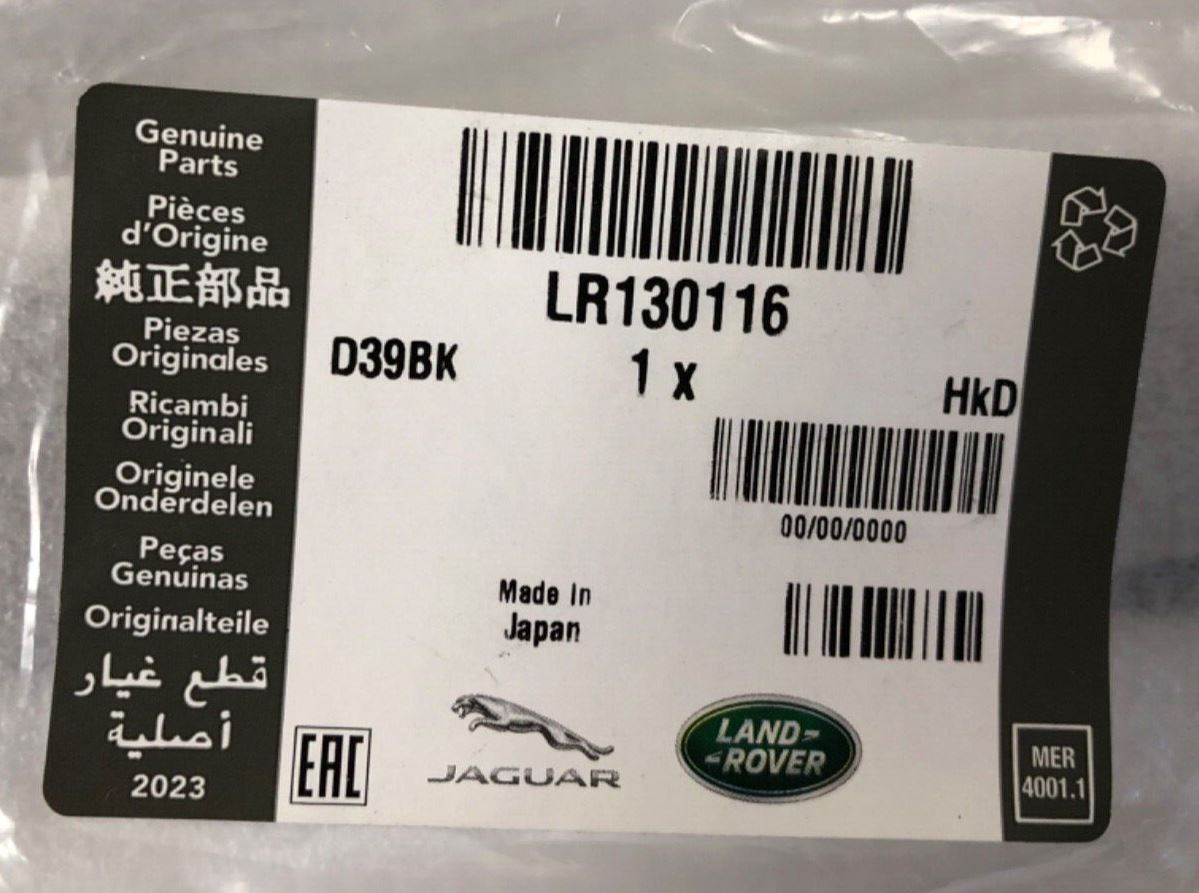 Genuine
Parts
Pièces
d'Origine
純正部品
Piezas
Originales
Ricambi
Originali
Originele
Onderdelen
Peças
Genuinas
Originalteile
قطع غيار
أصلية
2023
LR130116
D39BK 1 x HkD
00/00/0000
Made In
Japan
EAC
JAGUAR
LAND-
-ROVER
MER
4001.1